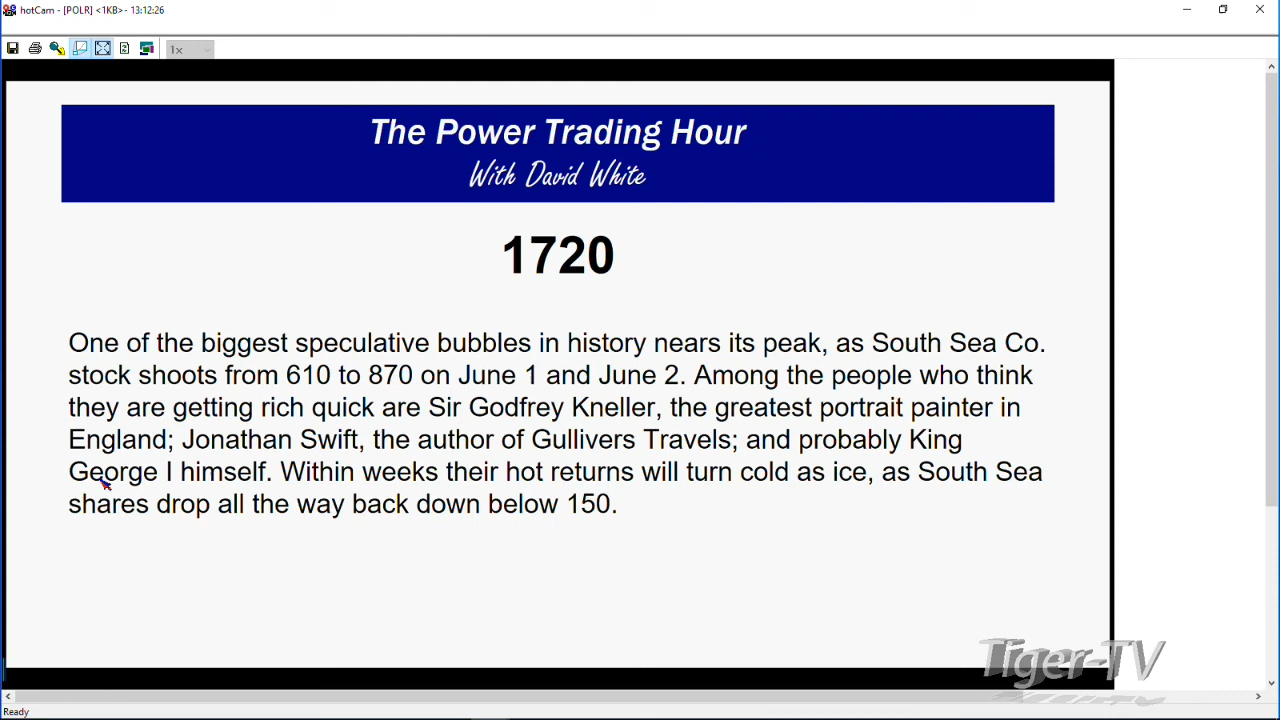 hotCam - [POLR] <1KB> - 13:12:26
1x
The Power Trading Hour
With David White
1720
One of the biggest speculative bubbles in history nears its peak, as South Sea Co.
stock shoots from 610 to 870 on June 1 and June 2. Among the people who think
they are getting rich quick are Sir Godfrey Kneller, the greatest portrait painter in
England; Jonathan Swift, the author of Gullivers Travels; and probably King
George I himself. Within weeks their hot returns will turn cold as ice, as South Sea
shares drop all the way back down below 150.
Tiger-TV
Ready